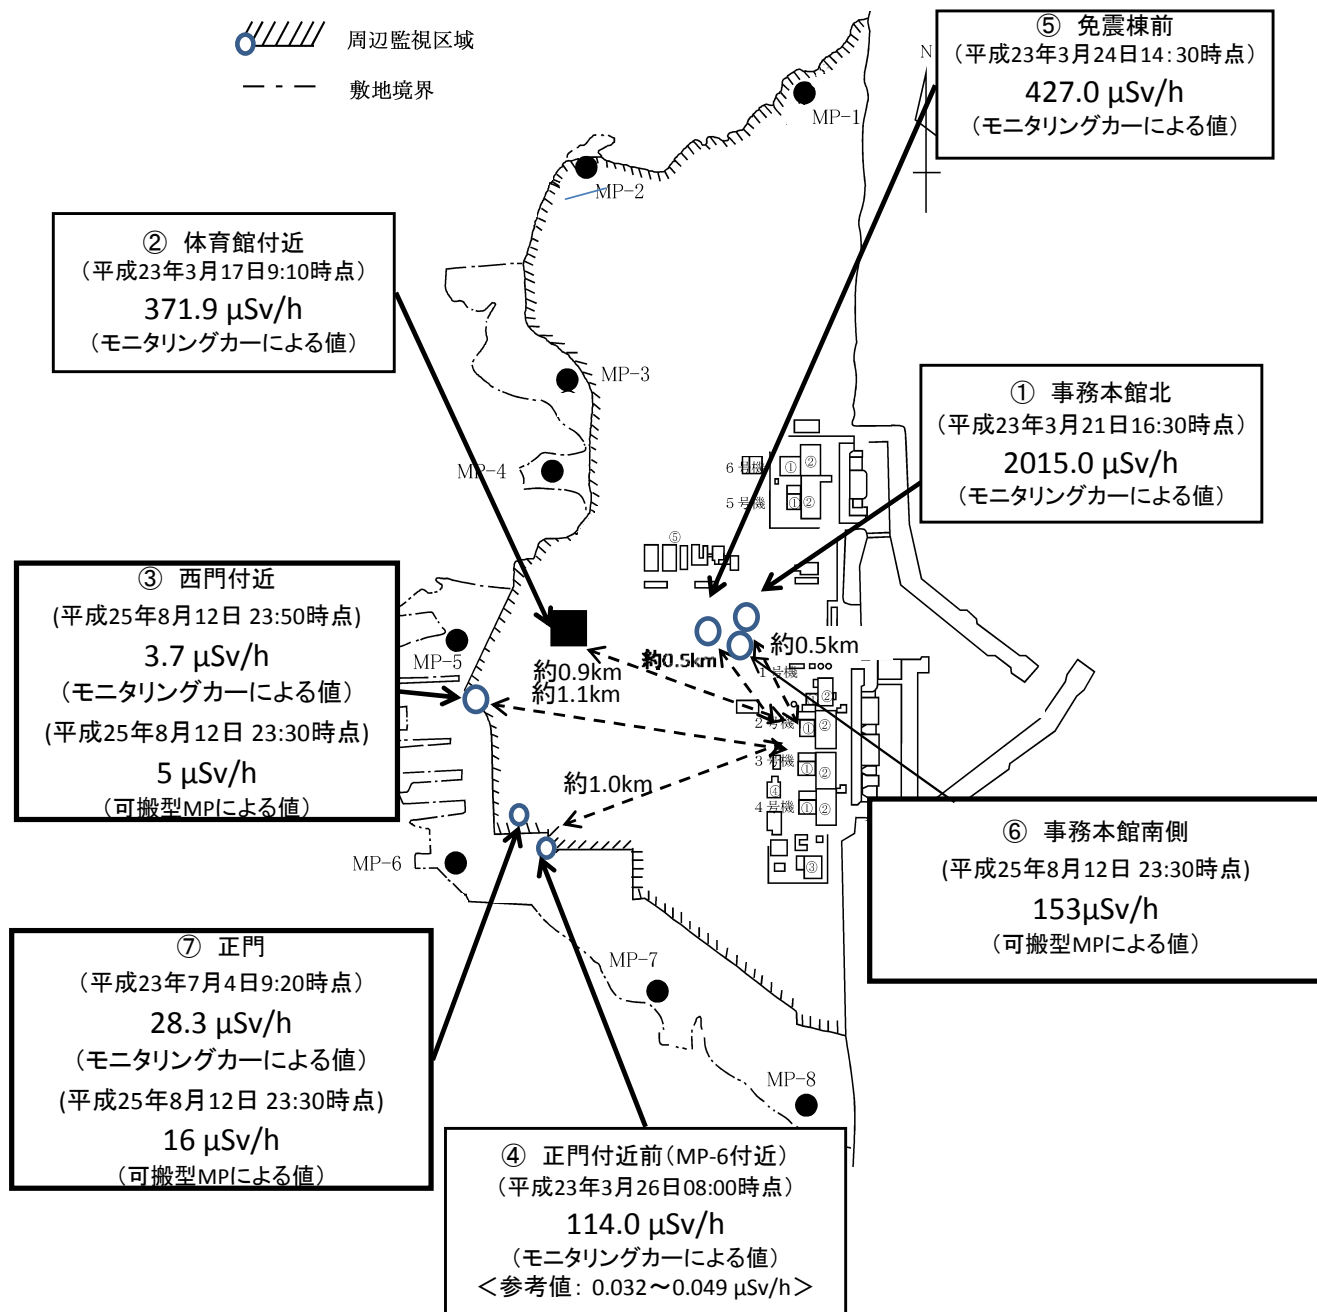 周辺監視区域
敷地境界
⑤ 免震棟前
（平成23年3月24日14:30時点）
427.0 μSv/h
（モニタリングカーによる値）
N
MP-1
MP-2
② 体育館付近
（平成23年3月17日9:10時点）
371.9 μSv/h
（モニタリングカーによる値）
MP-3
① 事務本館北
（平成23年3月21日16:30時点）
2015.0 μSv/h
（モニタリングカーによる値）
MP-4
6号機
① ②
5号機
① ②
⑤
③ 西門付近
(平成25年8月12日 23:50時点)
3.7 μSv/h
（モニタリングカーによる値）
(平成25年8月12日 23:30時点)
5 μSv/h
（可搬型MPによる値）
MP-5
約0.9km
約1.1km
約0.5km
約0.5km
1号機
②
2号機
① ②
3号機
① ②
約1.0km
④
4号機
① ②
③
MP-6
⑥ 事務本館南側
(平成25年8月12日 23:30時点)
153μSv/h
（可搬型MPによる値）
⑦ 正門
（平成23年7月4日9:20時点）
28.3 μSv/h
（モニタリングカーによる値）
(平成25年8月12日 23:30時点)
16 μSv/h
（可搬型MPによる値）
MP-7
MP-8
④ 正門付近前（MP-6付近）
（平成23年3月26日08:00時点）
114.0 μSv/h
（モニタリングカーによる値）
＜参考値: 0.032～0.049 μSv/h＞